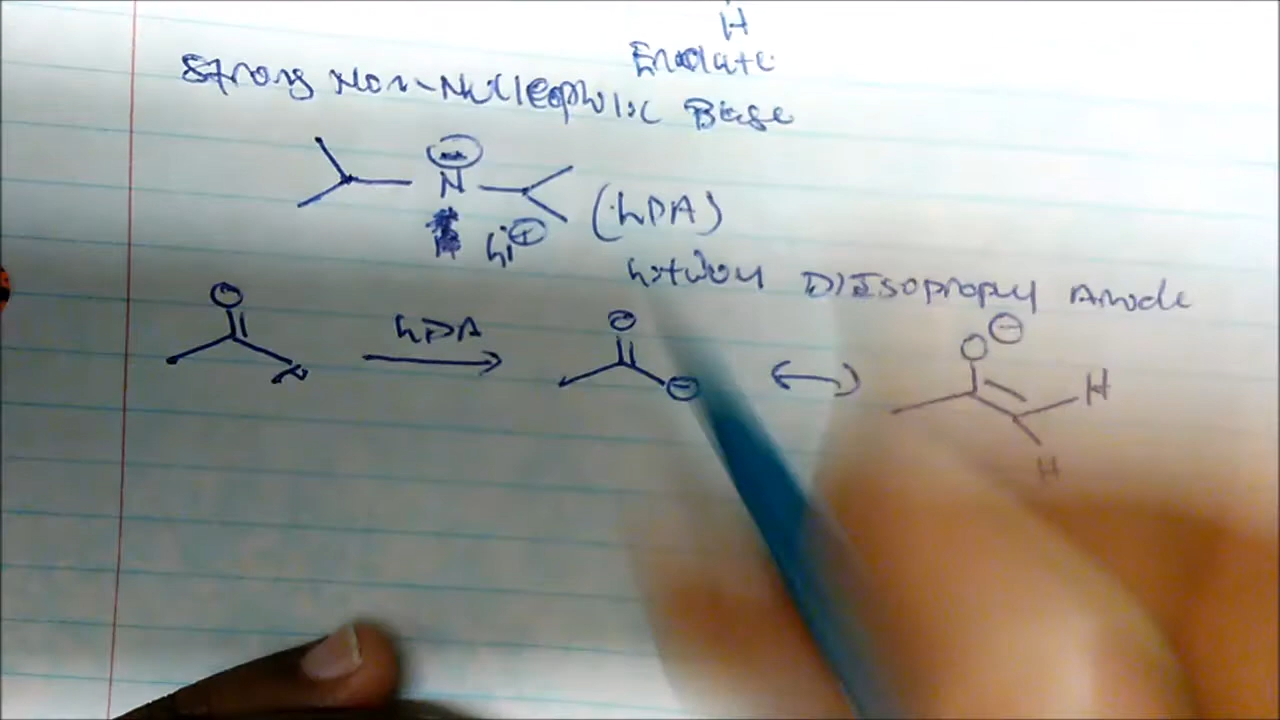 H
Enolate
Strong Non-Nucleophilic Base
⊖
N
Li⊕ (LDA)
Lithium Diisopropyl Amide
O LDA O ⊖ ↔ O ⊖ H
H